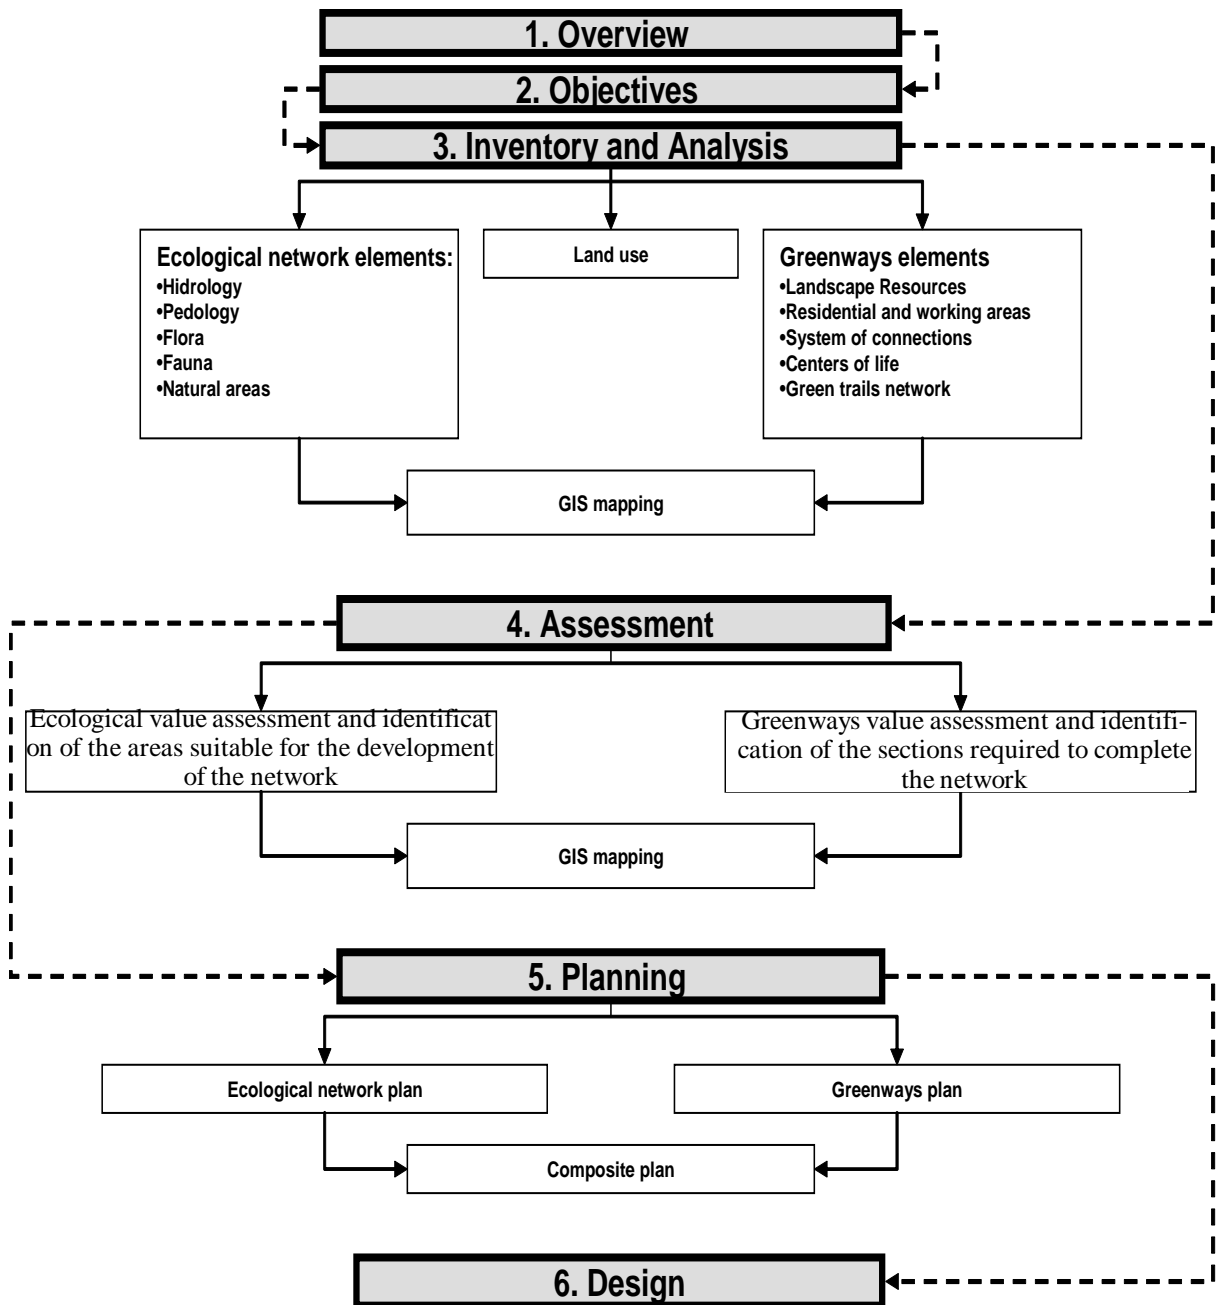 1. Overview
2. Objectives
3. Inventory and Analysis
Ecological network elements:
•Hidrology
•Pedology
•Flora
•Fauna
•Natural areas
Land use
Greenways elements
•Landscape Resources
•Residential and working areas
•System of connections
•Centers of life
•Green trails network
GIS mapping
4. Assessment
Ecological value assessment and identificat
on of the areas suitable for the development
of the network
Greenways value assessment and identifi-
cation of the sections required to complete
the network
GIS mapping
5. Planning
Ecological network plan
Greenways plan
Composite plan
6. Design